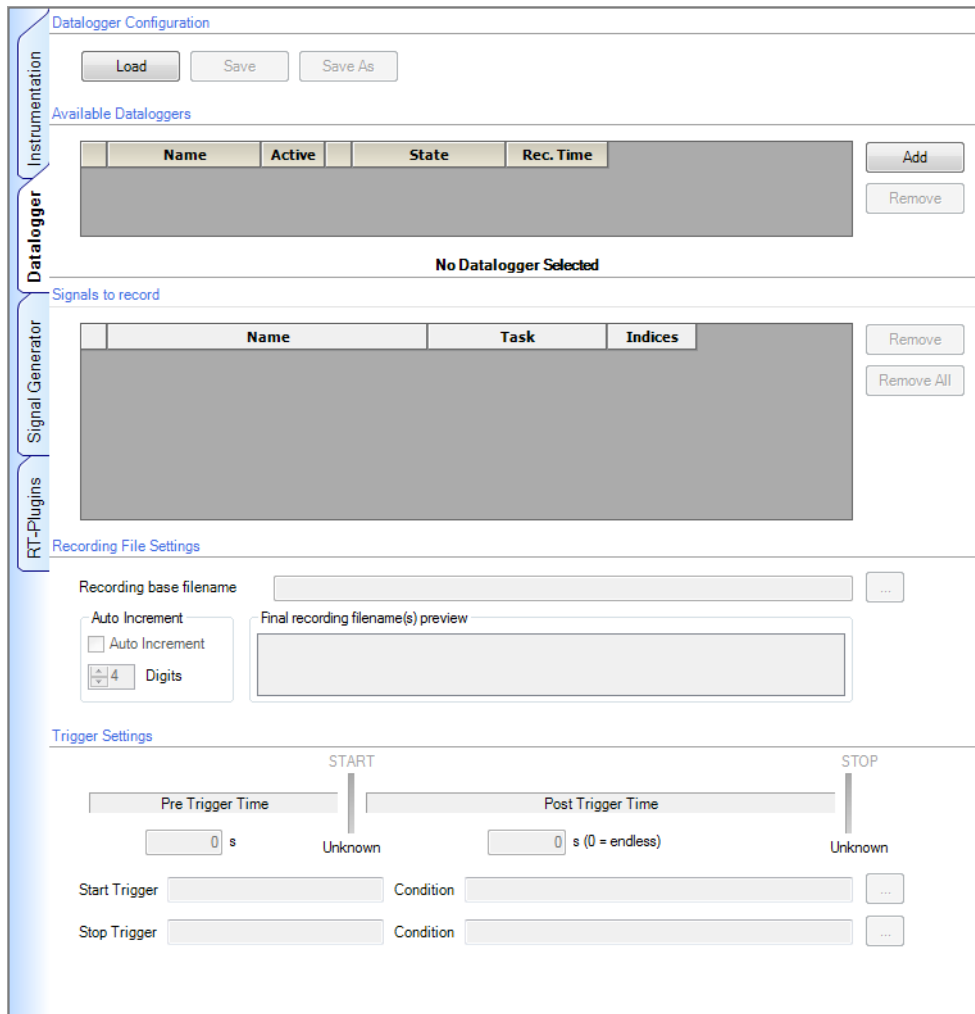 Instrumentation
Datalogger
Signal Generator
RT-Plugins
Datalogger Configuration
Load Save Save As
Available Dataloggers
Name Active State Rec. Time
Add
Remove
No Datalogger Selected
Signals to record
Name Task Indices
Remove
Remove All
Recording File Settings
Recording base filename ...
Auto Increment Final recording filename(s) preview
Auto Increment
4 Digits
Trigger Settings
START STOP
Pre Trigger Time Post Trigger Time
0 s 0 s (0 = endless)
Unknown Unknown
Start Trigger Condition ...
Stop Trigger Condition ...